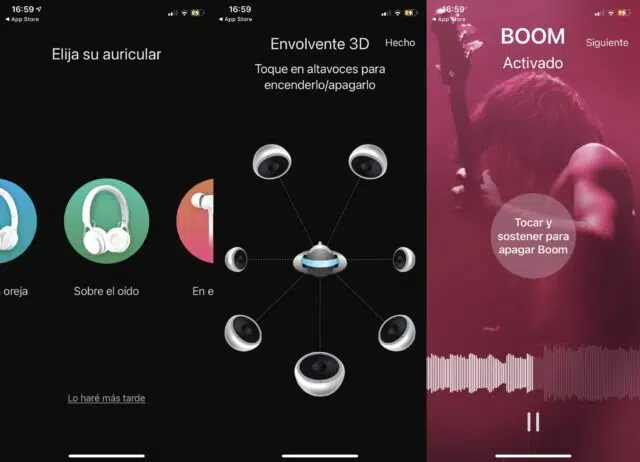 16:59
App Store
Elija su auricular
oreja
Sobre el oído
En e
Lo haré más tarde
16:59
App Store
Envolvente 3D
Hecho
Toque en altavoces para
encenderlo/apagarlo
16:59
App Store
BOOM
Siguiente
Activado
Tocar y
sostener para
apagar Boom